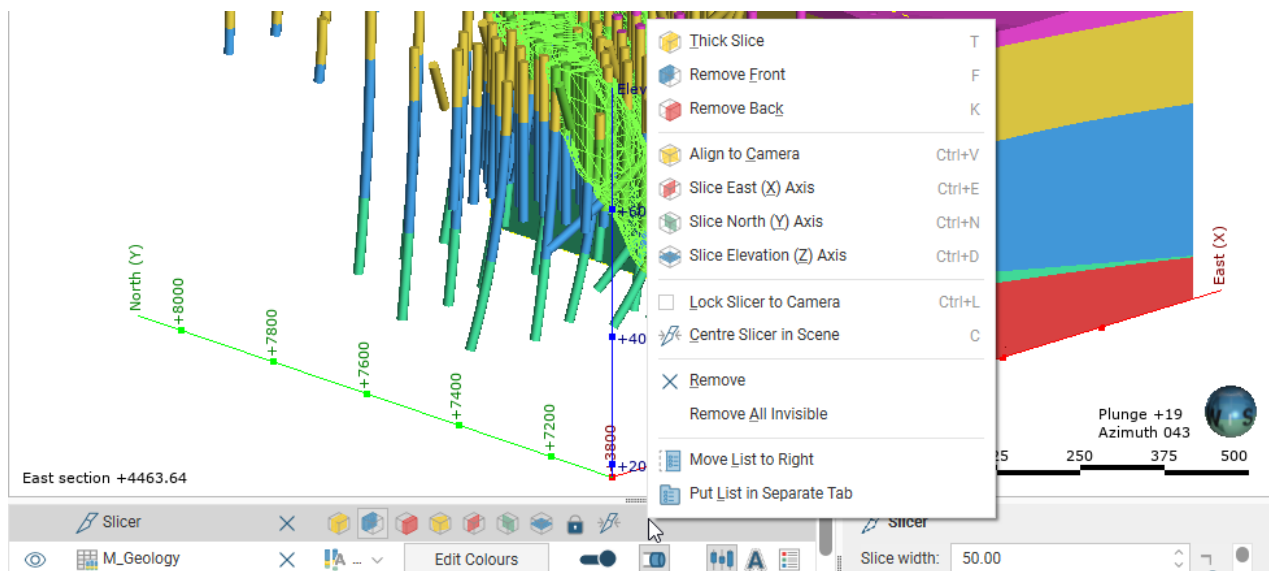 Thick Slice T
Remove Front F
Remove Back K
Elev
Align to Camera Ctrl+V
Slice East (X) Axis Ctrl+E
+60
Slice North (Y) Axis Ctrl+N
Slice Elevation (Z) Axis Ctrl+D
North (Y)
East (X)
+8000
Lock Slicer to Camera Ctrl+L
+7800
Centre Slicer in Scene C
+40
+7600
Remove
+7400
Remove All Invisible
+7200
Plunge +19
W S
Azimuth 043
+3800
Move List to Right
25 250 375 500
+20
East section +4463.64
Put List in Separate Tab
Slicer
Slicer
M_Geology
A ...
Edit Colours
A
Slice width: 50.00